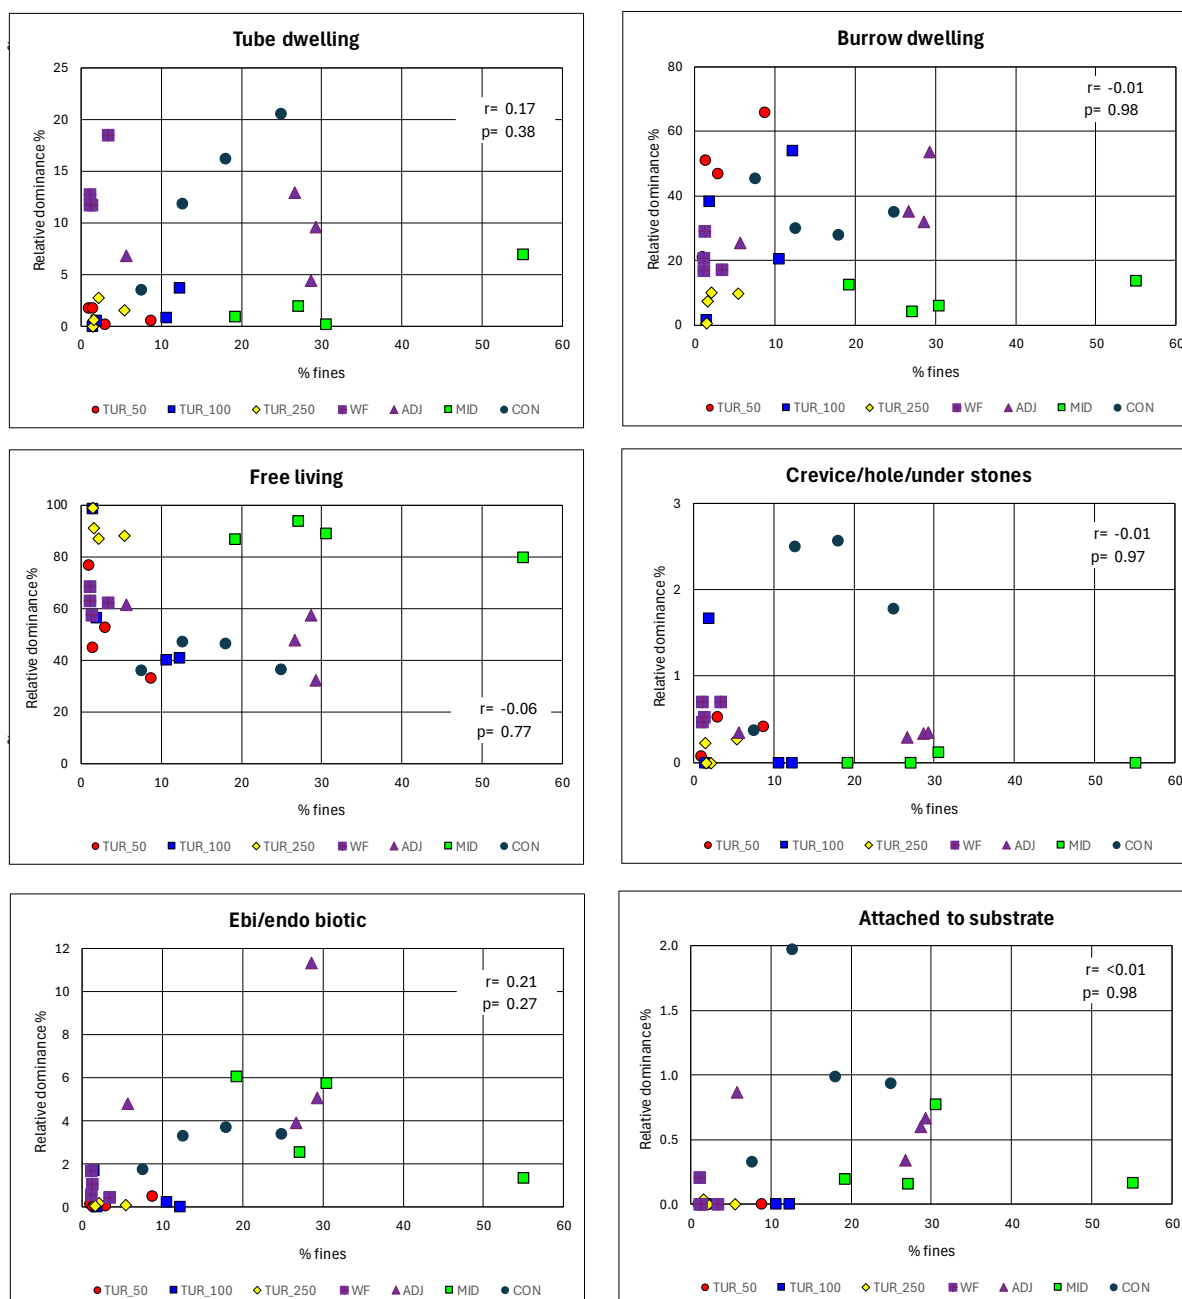 Tube dwelling
25
20
15
10
5
0
0 10 20 30 40 50 60
Relative dominance %
% fines
r= 0.17
p= 0.38
TUR_50 TUR_100 TUR_250 WF ADJ MID CON
Burrow dwelling
80
60
40
20
0
0 10 20 30 40 50 60
Relative dominance %
% fines
r= -0.01
p= 0.98
TUR_50 TUR_100 TUR_250 WF ADJ MID CON
Free living
100
80
60
40
20
0
0 10 20 30 40 50 60
Relative dominance %
% fines
r= -0.06
p= 0.77
TUR_50 TUR_100 TUR_250 WF ADJ MID CON
Crevice/hole/under stones
3
2
1
0
0 10 20 30 40 50 60
Relative dominance %
% fines
r= -0.01
p= 0.97
TUR_50 TUR_100 TUR_250 WF ADJ MID CON
Ebi/endo biotic
12
10
8
6
4
2
0
0 10 20 30 40 50 60
Relative dominance %
% fines
r= 0.21
p= 0.27
TUR_50 TUR_100 TUR_250 WF ADJ MID CON
Attached to substrate
2.0
1.5
1.0
0.5
0.0
0 10 20 30 40 50 60
Relative dominance %
% fines
r= <0.01
p= 0.98
TUR_50 TUR_100 TUR_250 WF ADJ MID CON